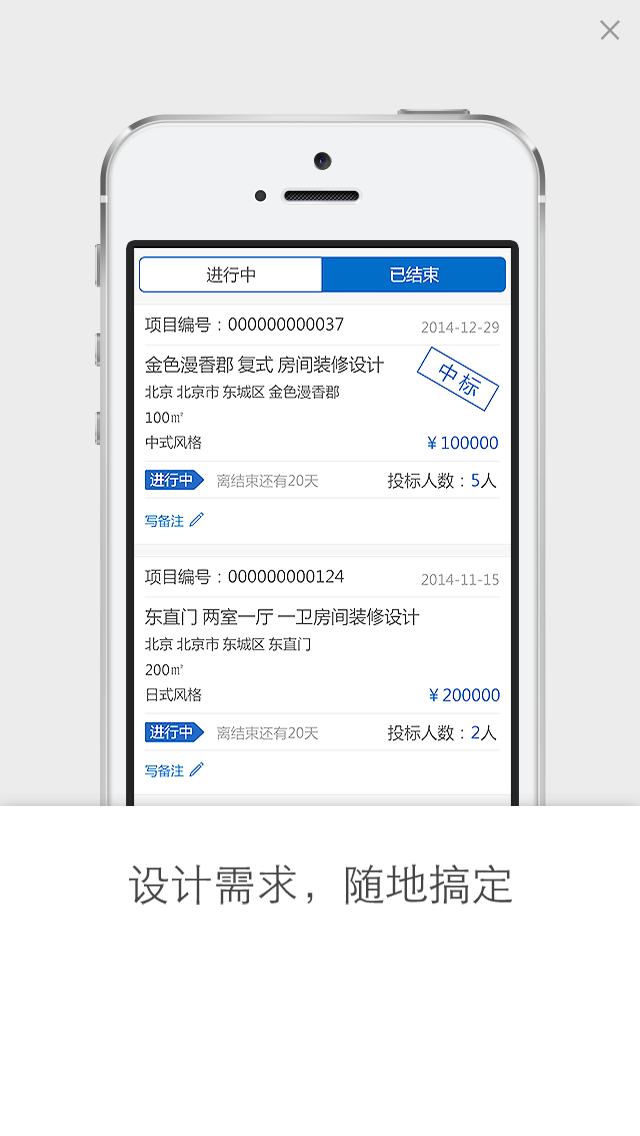 进行中 已结束
项目编号：000000000037 2014-12-29
金色漫香郡 复式 房间装修设计
中标
北京 北京市 东城区 金色漫香郡
100㎡
中式风格 ￥100000
进行中 离结束还有20天 投标人数：5人
写备注
项目编号：000000000124 2014-11-15
东直门 两室一厅 一卫房间装修设计
北京 北京市 东城区 东直门
200㎡
日式风格 ￥200000
进行中 离结束还有20天 投标人数：2人
写备注
设计需求，随地搞定